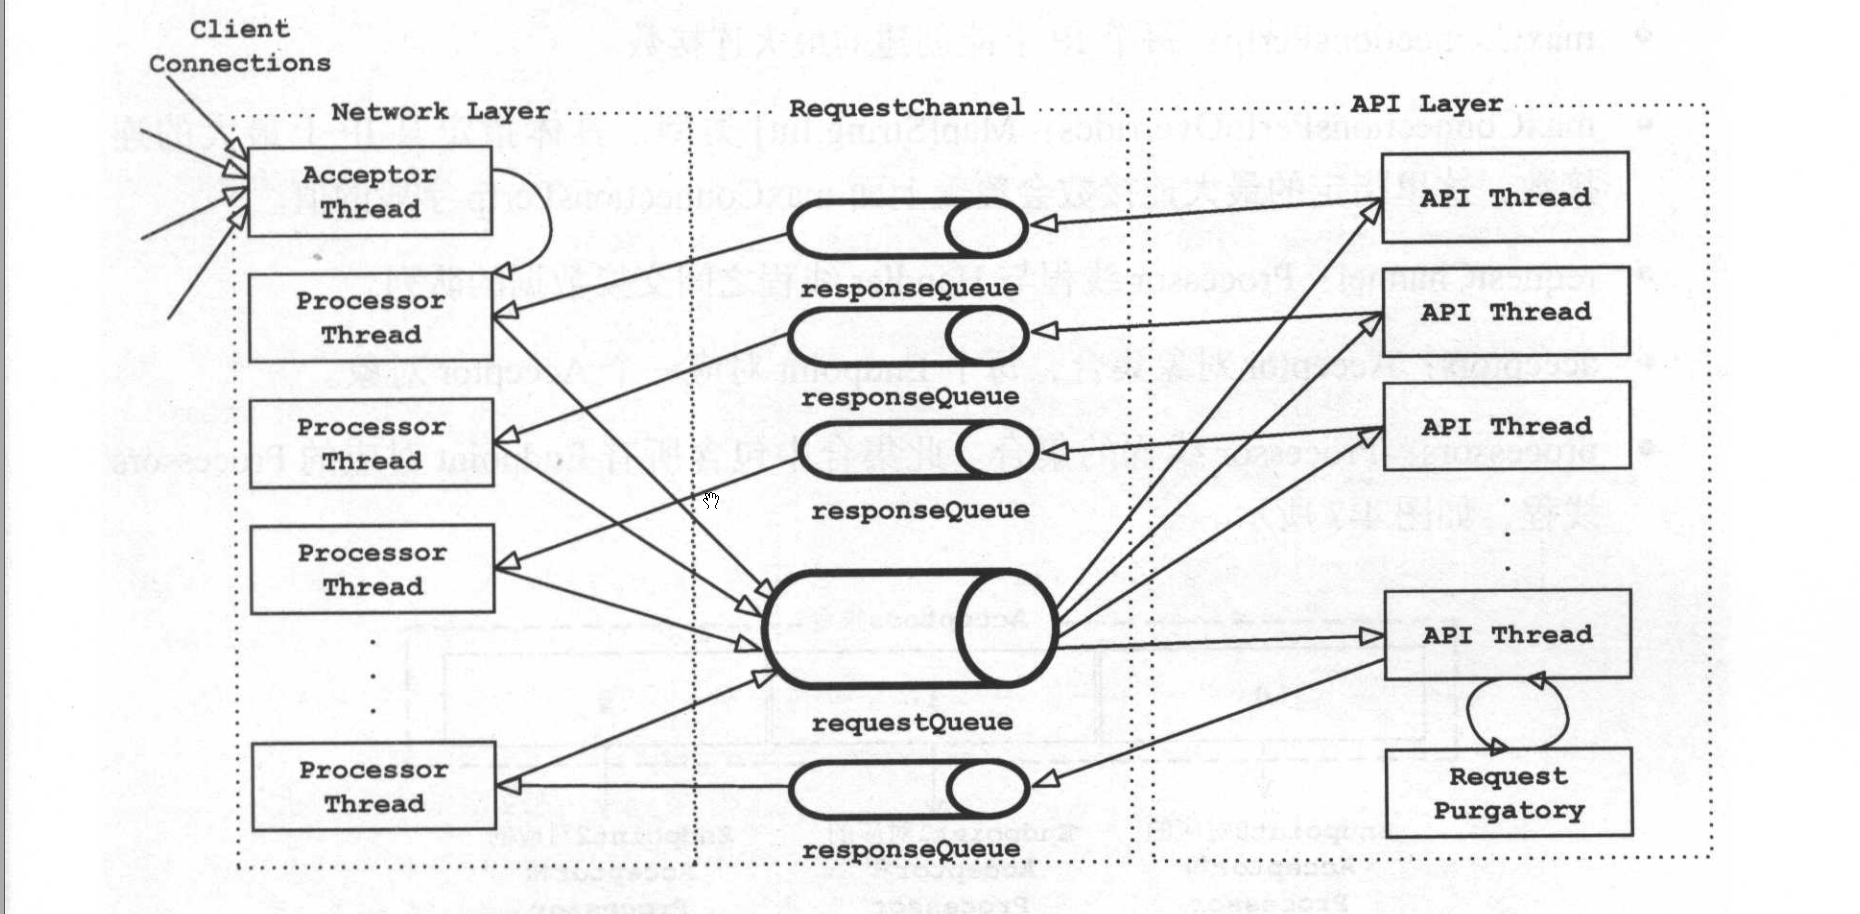 Client
Connections
Network Layer
RequestChannel
API Layer
Acceptor
Thread
Processor
Thread
Processor
Thread
Processor
Thread
Processor
Thread
responseQueue
responseQueue
responseQueue
requestQueue
responseQueue
API Thread
API Thread
API Thread
API Thread
Request
Purgatory